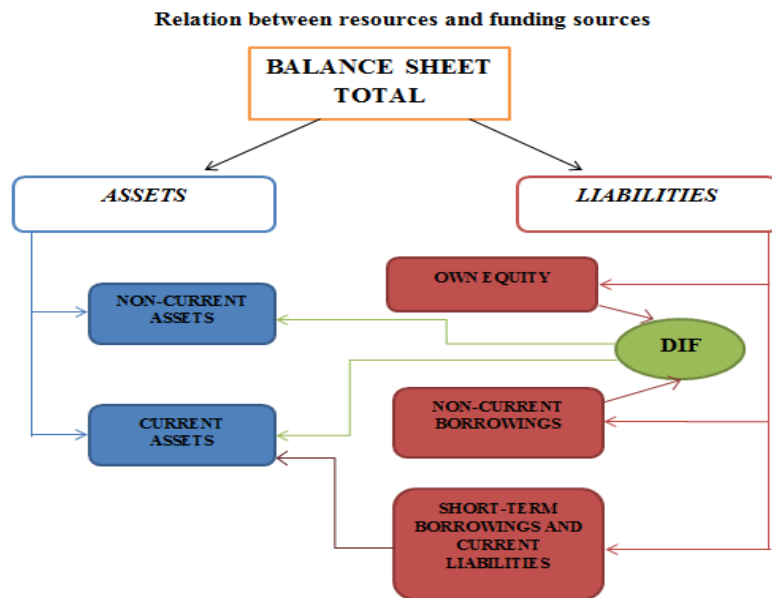 Relation between resources and funding sources
BALANCE SHEET
TOTAL
ASSETS
LIABILITIES
OWN EQUITY
NON-CURRENT
ASSETS
DIF
NON-CURRENT
BORROWINGS
CURRENT
ASSETS
SHORT-TERM
BORROWINGS AND
CURRENT
LIABILITIES